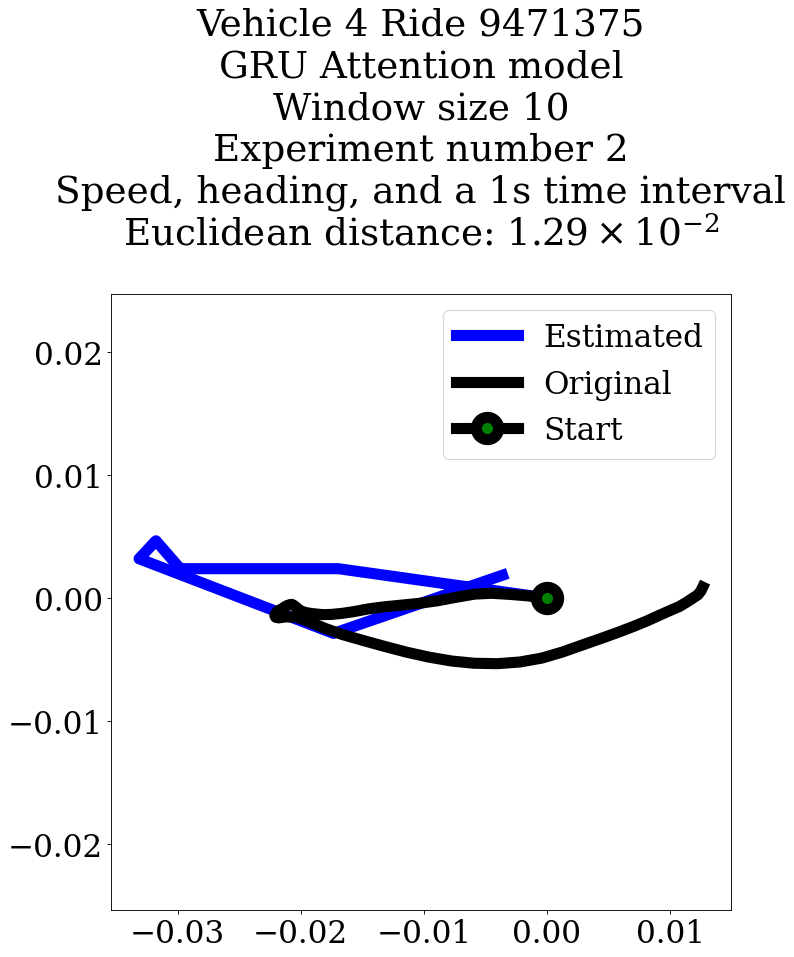 Vehicle 4 Ride 9471375
GRU Attention model
Window size 10
Experiment number 2
Speed, heading, and a 1s time interval
Euclidean distance: 1.29 × 10⁻²
Estimated
Original
Start
0.02
0.01
0.00
−0.01
−0.02
−0.03 −0.02 −0.01 0.00 0.01